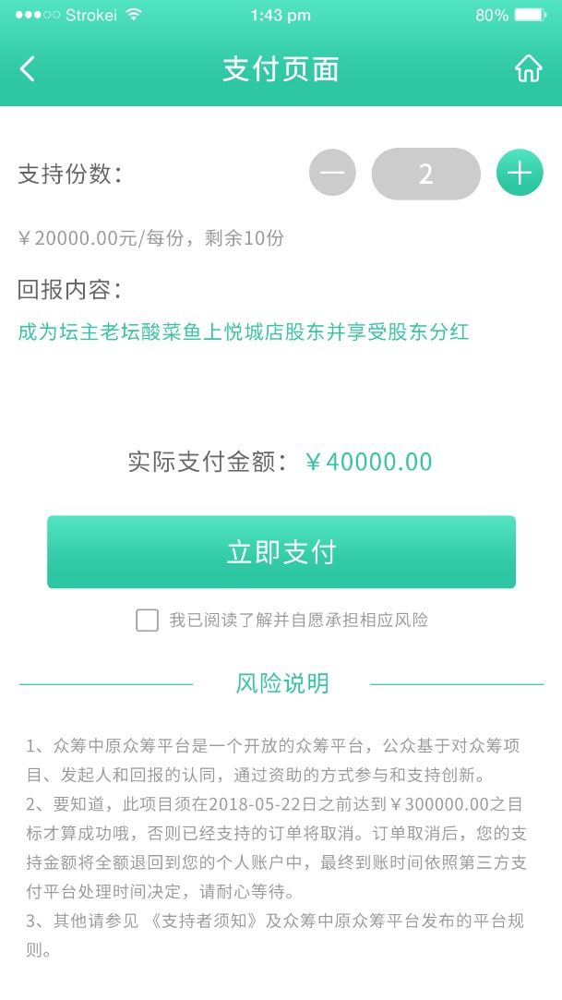 Strokei 1:43 pm 80%
支付页面
支持份数： 2
￥20000.00元/每份，剩余10份
回报内容：
成为坛主老坛酸菜鱼上悦城店股东并享受股东分红
实际支付金额：￥40000.00
立即支付
我已阅读了解并自愿承担相应风险
风险说明
1、众筹中原众筹平台是一个开放的众筹平台，公众基于对众筹项
目、发起人和回报的认同，通过资助的方式参与和支持创新。
2、要知道，此项目须在2018-05-22日之前达到￥300000.00之目
标才算成功哦，否则已经支持的订单将取消。订单取消后，您的支
持金额将全额退回到您的个人账户中，最终到账时间依照第三方支
付平台处理时间决定，请耐心等待。
3、其他请参见 《支持者须知》及众筹中原众筹平台发布的平台规
则。